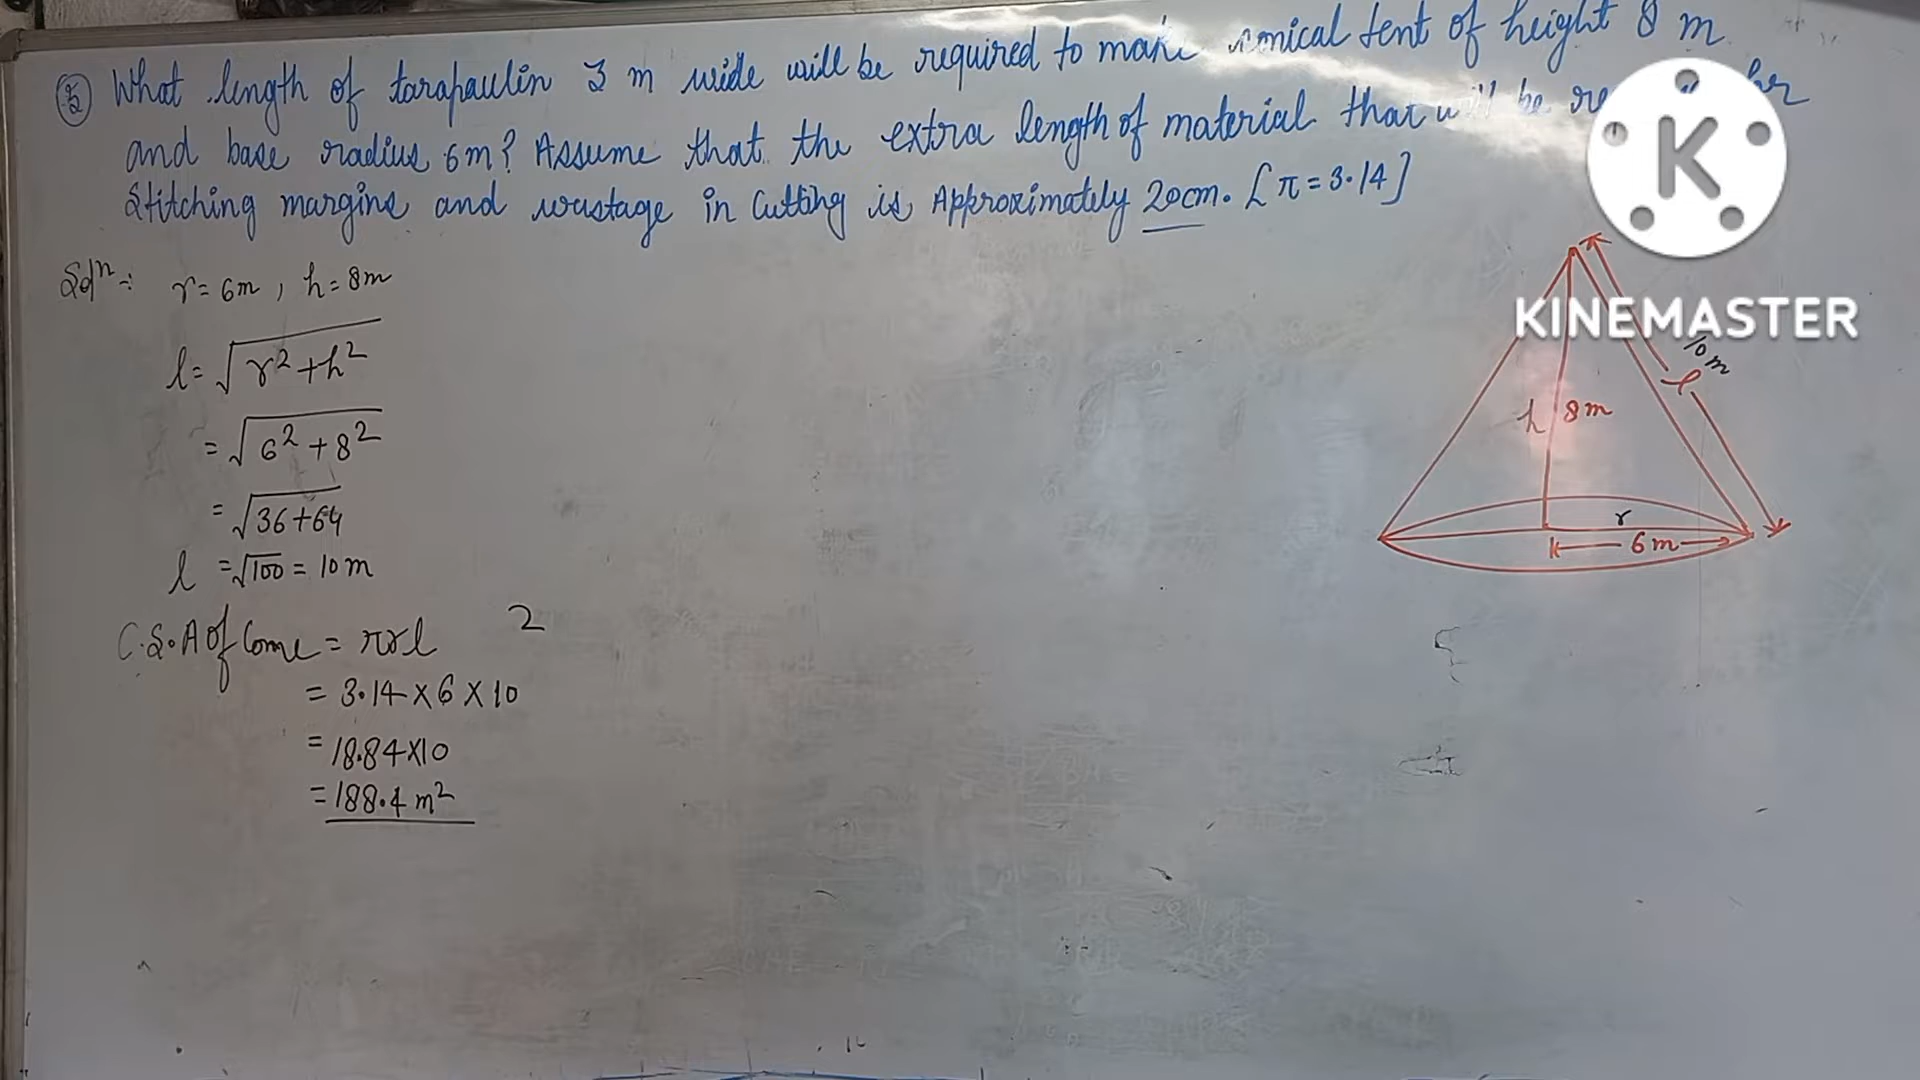 5 What length of tarapaulin 3 m wide will be required to make conical tent of height 8 m
and base radius 6m? Assume that the extra length of material that will be
Stitching margins and wastage in Cutting is Approximately 20cm. [π=3.14]
Solⁿ:- r=6m, h=8m
l=√r²+h²
=√6²+8²
=√36+64
l =√100 = 10m
C.S.A of Cone = πrl 2
= 3.14×6×10
= 18.84×10
= 188.4 m²
K
KINEMASTER
10m
l
h 8m
r
6m